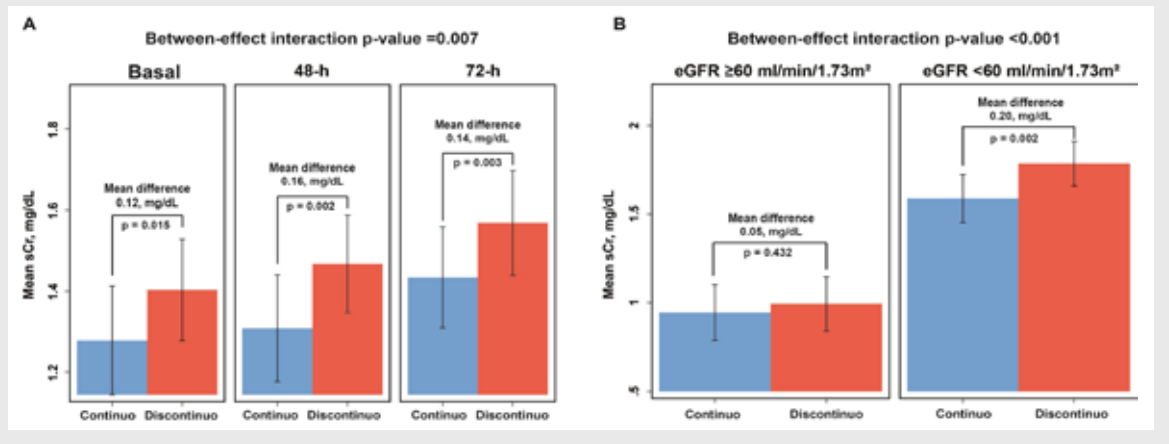 A
Between-effect interaction p-value =0.007
Basal
48-h
72-h
Mean sCr, mg/dL
1.8
1.6
1.4
1.2
Mean difference
0.12, mg/dL
p = 0.015
Mean difference
0.16, mg/dL
p = 0.002
Mean difference
0.14, mg/dL
p = 0.003
Continuo Discontinuo
Continuo Discontinuo
Continuo Discontinuo
B
Between-effect interaction p-value <0.001
eGFR ≥60 ml/min/1.73m²
eGFR <60 ml/min/1.73m²
Mean sCr, mg/dL
2
1.5
1
.5
Mean difference
0.05, mg/dL
p = 0.432
Mean difference
0.20, mg/dL
p = 0.002
Continuo Discontinuo
Continuo Discontinuo